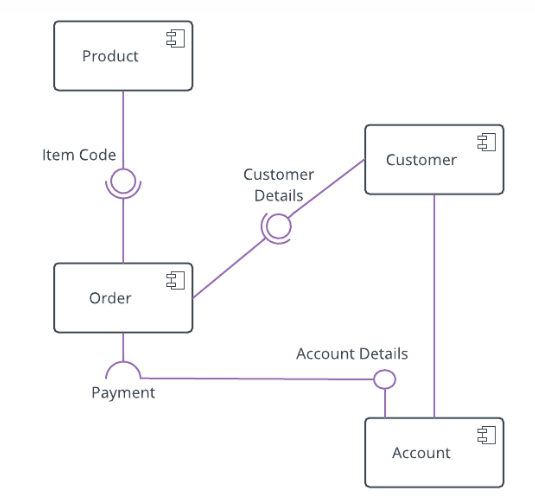 Product
Item Code
Customer
Customer
Details
Order
Account Details
Payment
Account